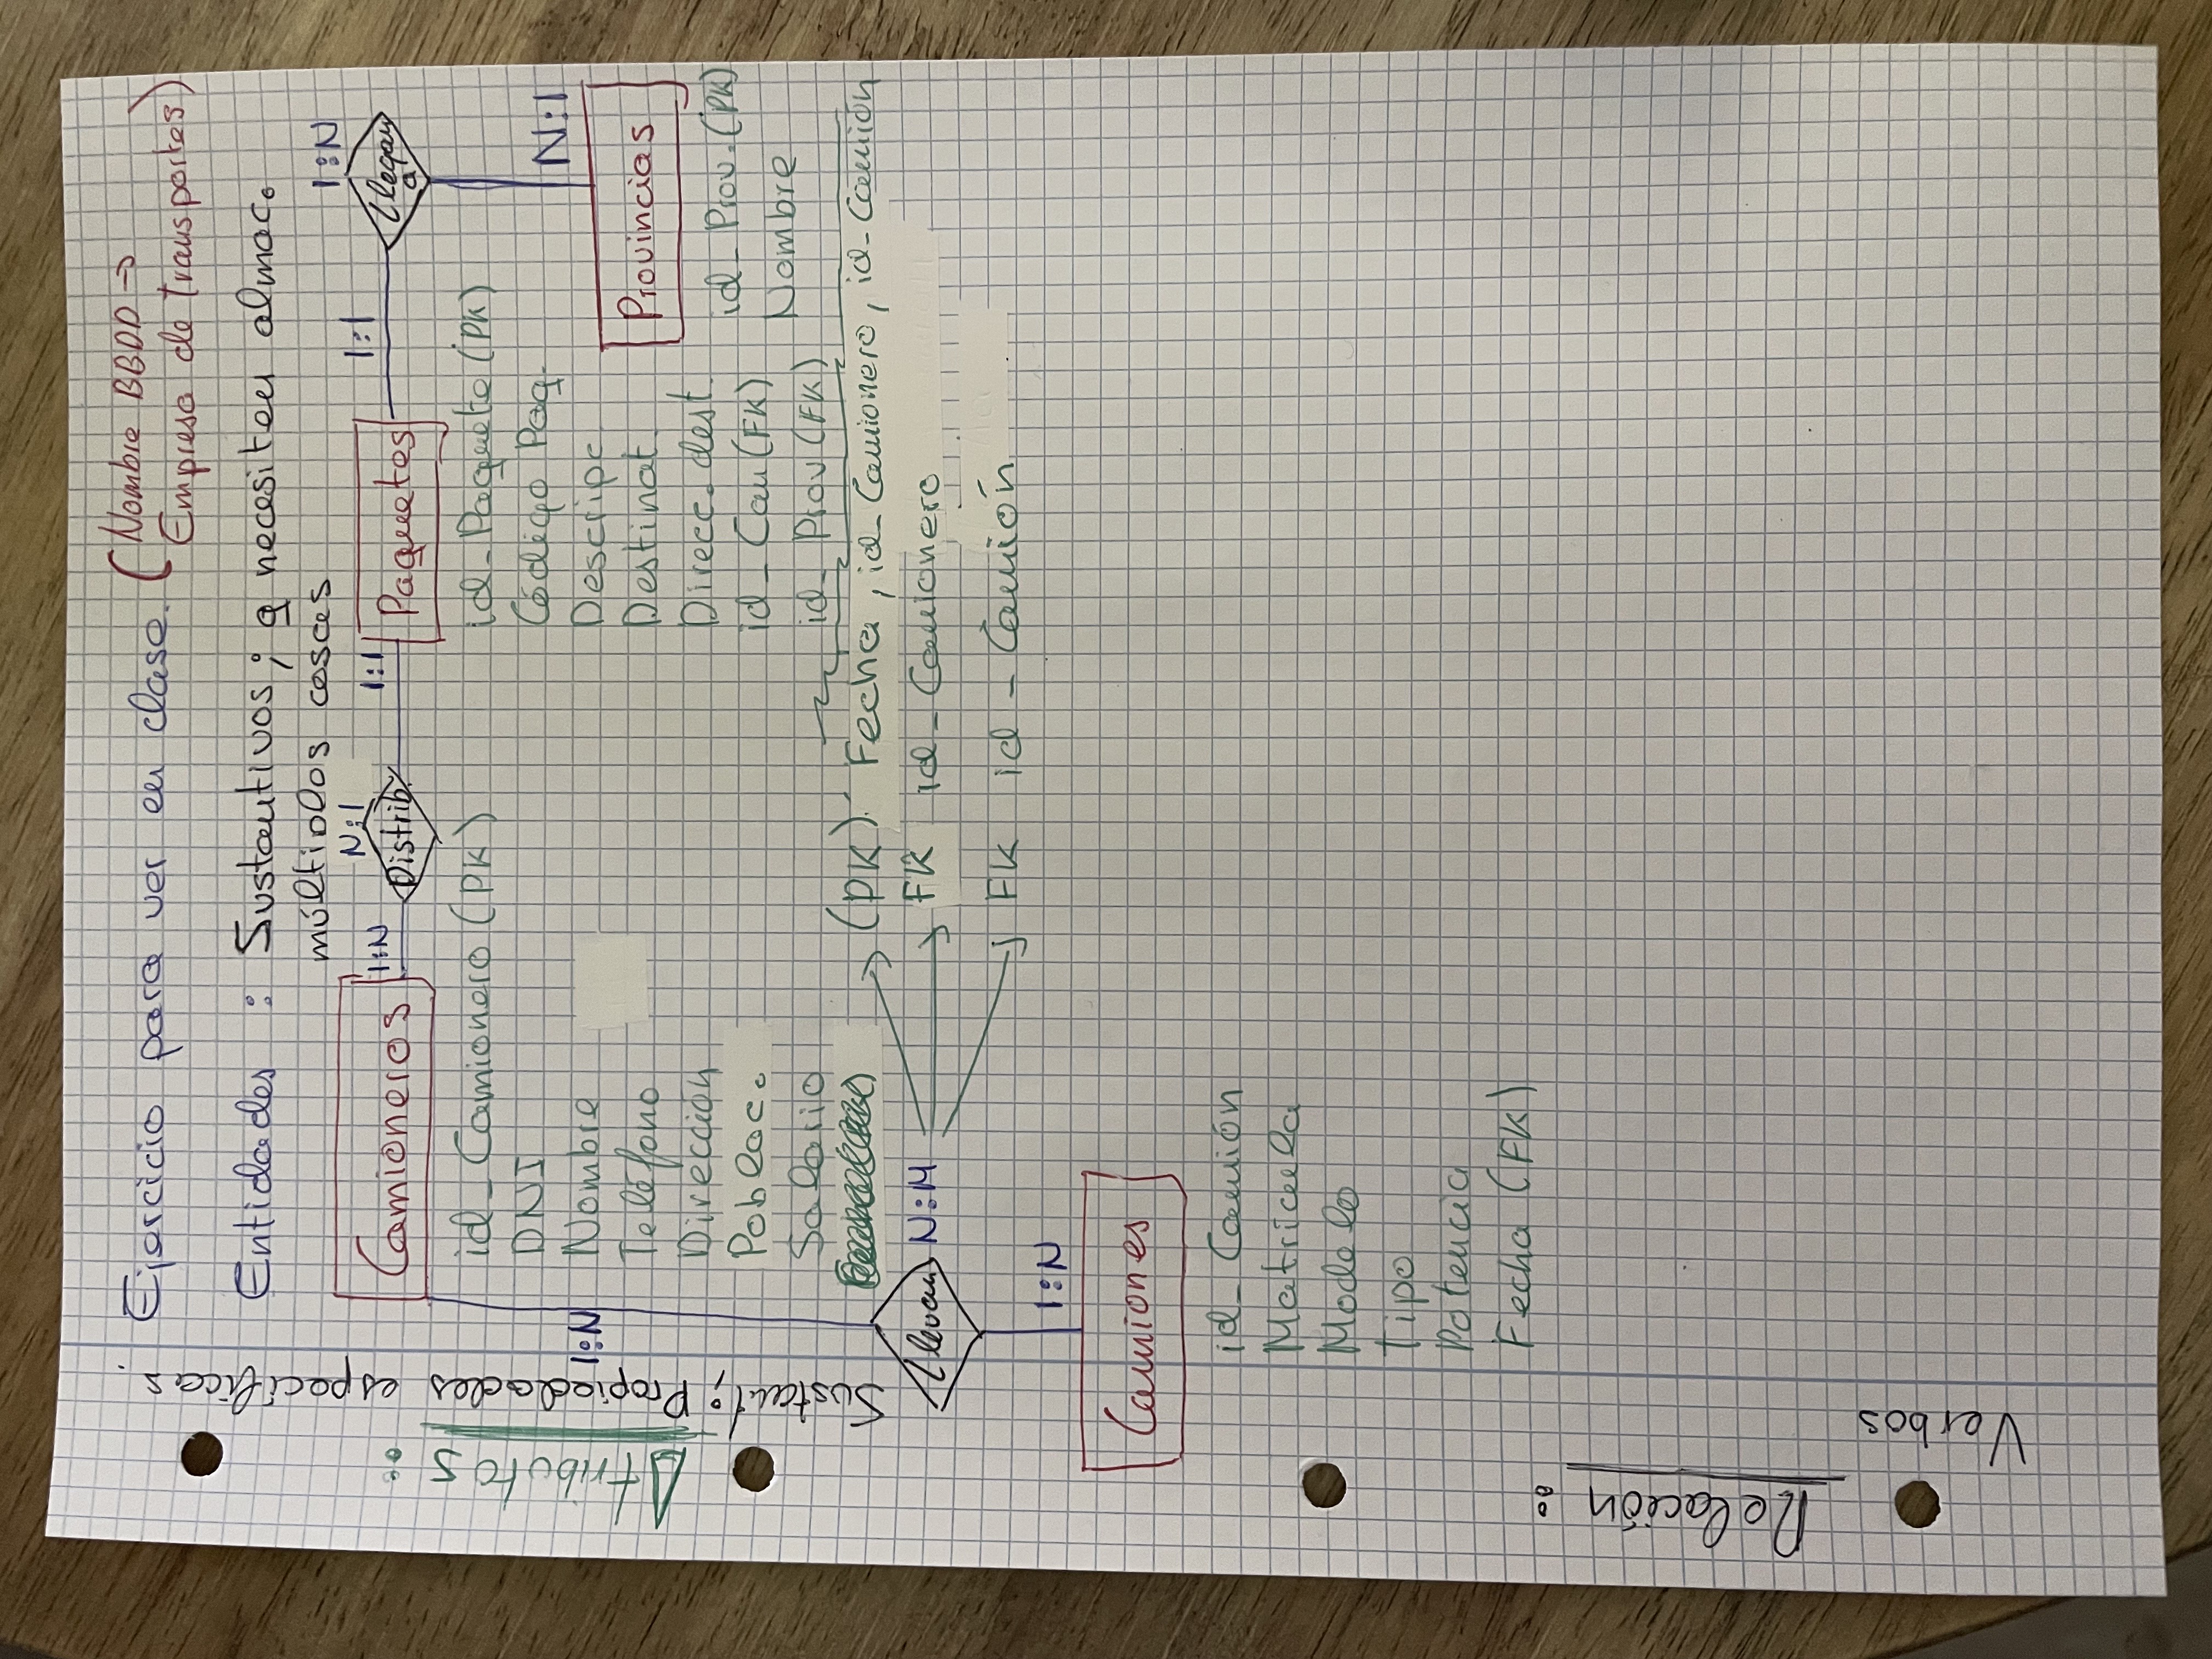 Ejercicio para ver en clase. (Nombre BBDD →
Empresa de transportes)
Entidades : Sustantivos; q necesiten almac.
múltiples cosas
Camioneros
1:N
N:1
Distrib.
1:1
Paquetes
1:1
1:N
Llegan
a
N:1
Provincias
id_Prov.(PK)
Nombre
id_Camionero (PK)
DNI
Nombre
Teléfono
Dirección
Poblac.
Salario
id_Paquete (PK)
Código Paq.
Descripc.
Destinat.
Direcc. dest.
id_Cam (FK)
id_Prov (FK)
1:N
Llevan
N:M
(PK) Fecha, id_Camionero, id_Camión
FK id_Camionero
FK id_Camión
1:N
Camiones
id_Camión
Matrícula
Modelo
Tipo
Potencia
Fecha (FK)
Atributos :
Sustant; Propiedades específicas.
Relación :
Verbos